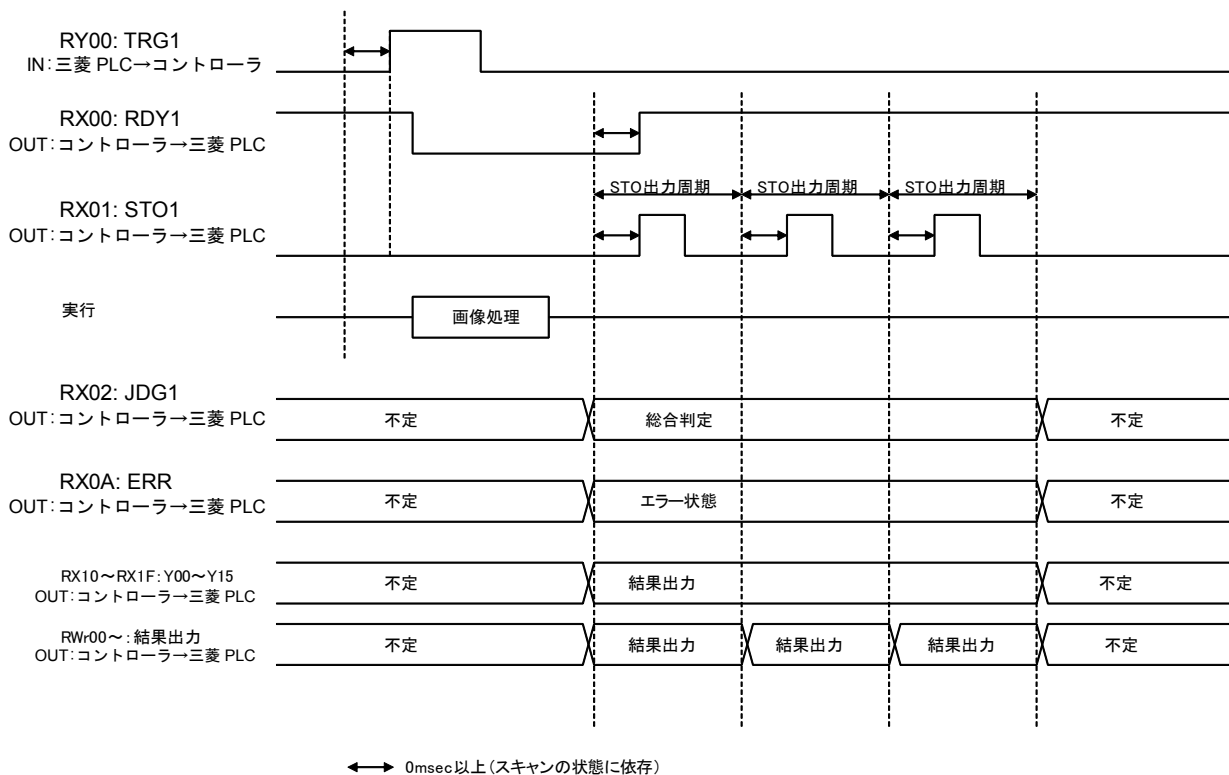 RY00: TRG1
IN:三菱 PLC→コントローラ
RX00: RDY1
OUT:コントローラ→三菱 PLC
STO出力周期
STO出力周期
STO出力周期
RX01: STO1
OUT:コントローラ→三菱 PLC
実行
画像処理
RX02: JDG1
OUT:コントローラ→三菱 PLC
不定
総合判定
不定
RX0A: ERR
OUT:コントローラ→三菱 PLC
不定
エラー状態
不定
RX10～RX1F:Y00～Y15
OUT:コントローラ→三菱 PLC
不定
結果出力
不定
RWr00～:結果出力
OUT:コントローラ→三菱 PLC
不定
結果出力
結果出力
結果出力
不定
0msec以上(スキャンの状態に依存)